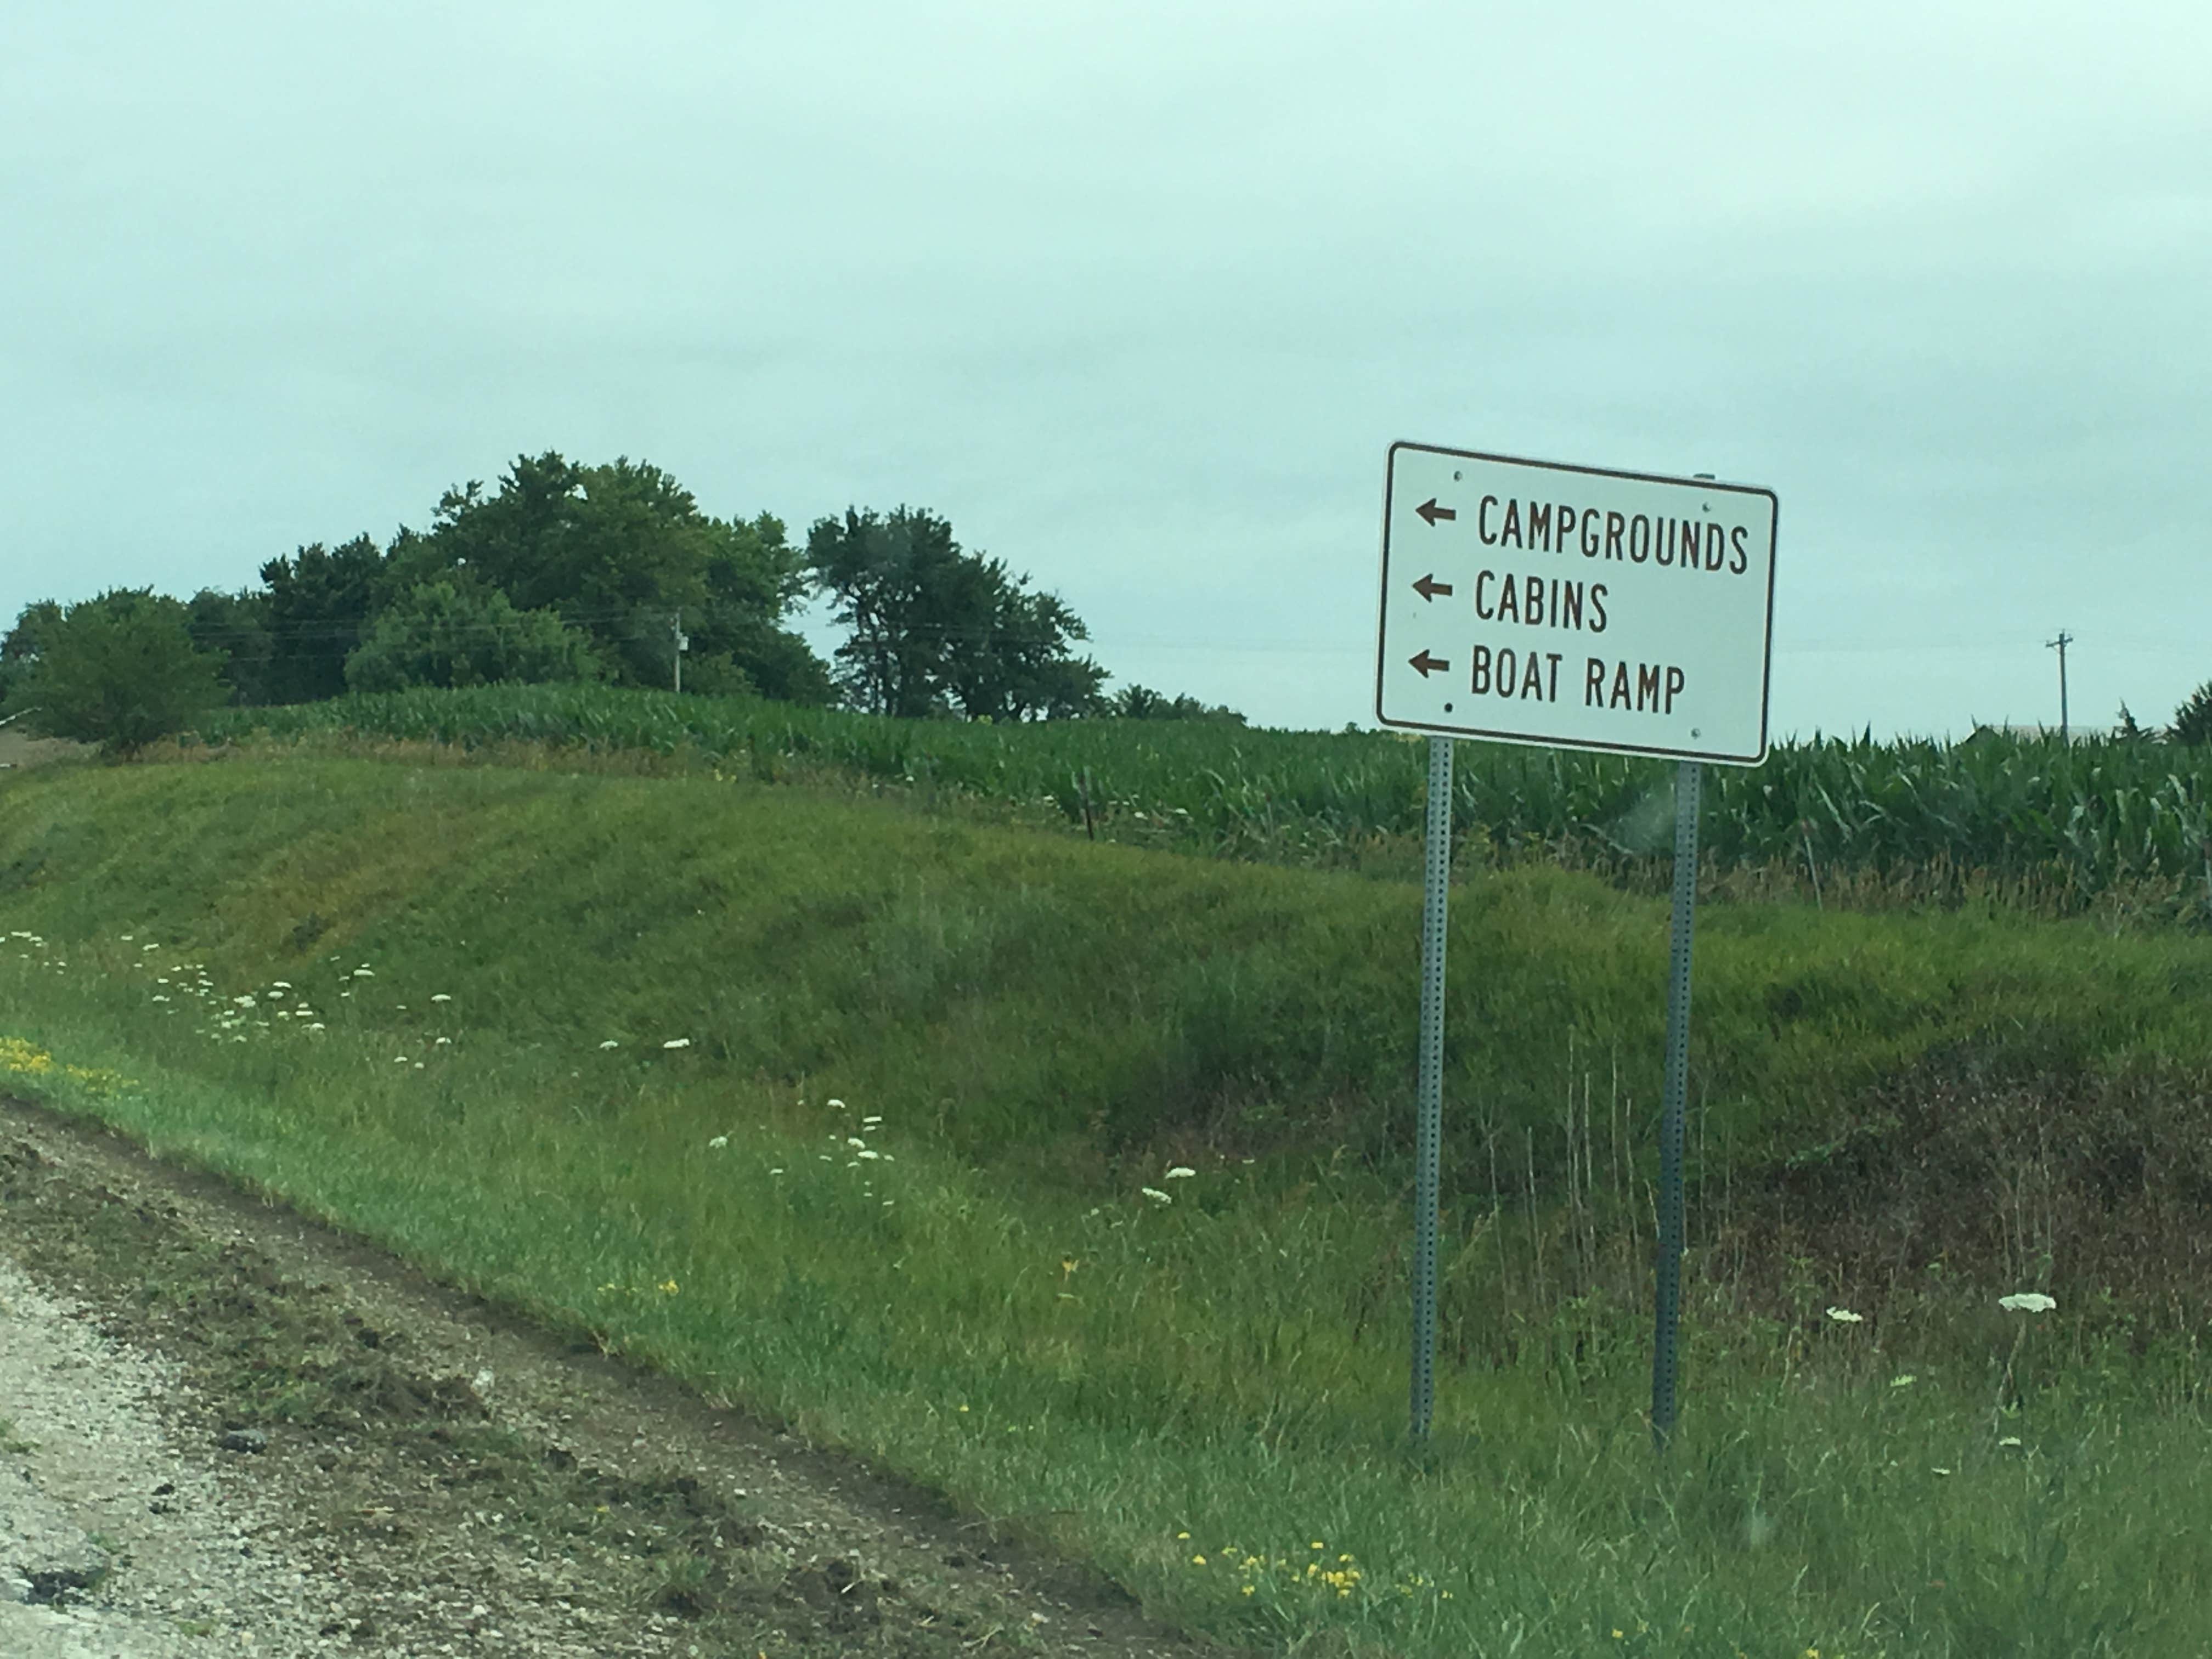 ← CAMPGROUNDS
← CABINS
← BOAT RAMP